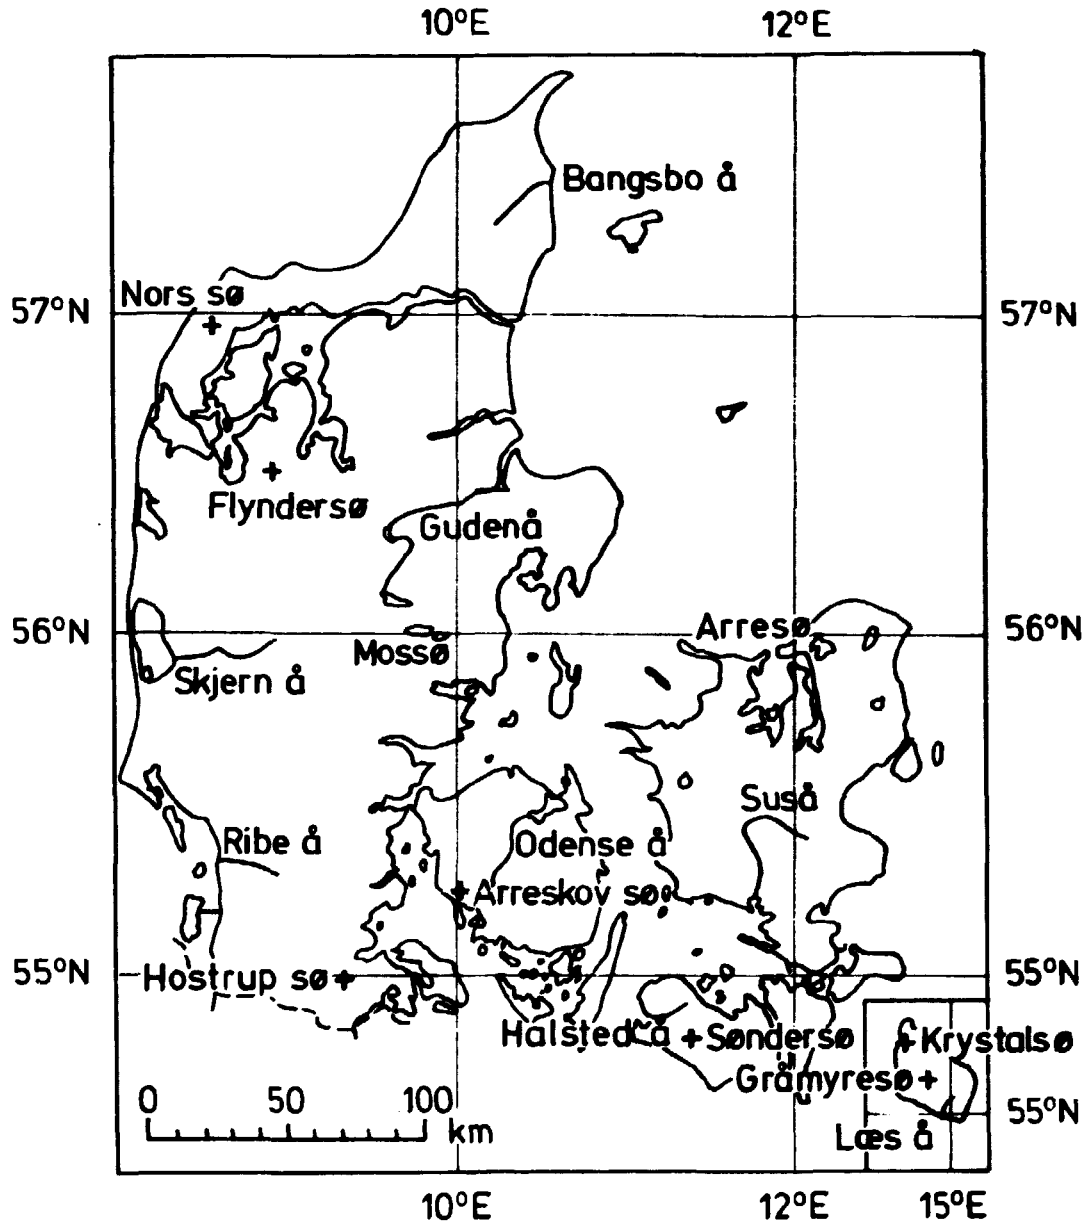 10°E 12°E
Bangsbo å
Nors sø
57°N 57°N
Flyndersø
Gudenå
Arresø
56°N 56°N
Mossø
Skjern å
Suså
Ribe å Odense å
Arreskov sø
55°N 55°N
Hostrup sø
Halsted å Søndersø Krystalsø
Gråmyresø
0 50 100
km
55°N
Læs å
10°E 12°E 15°E